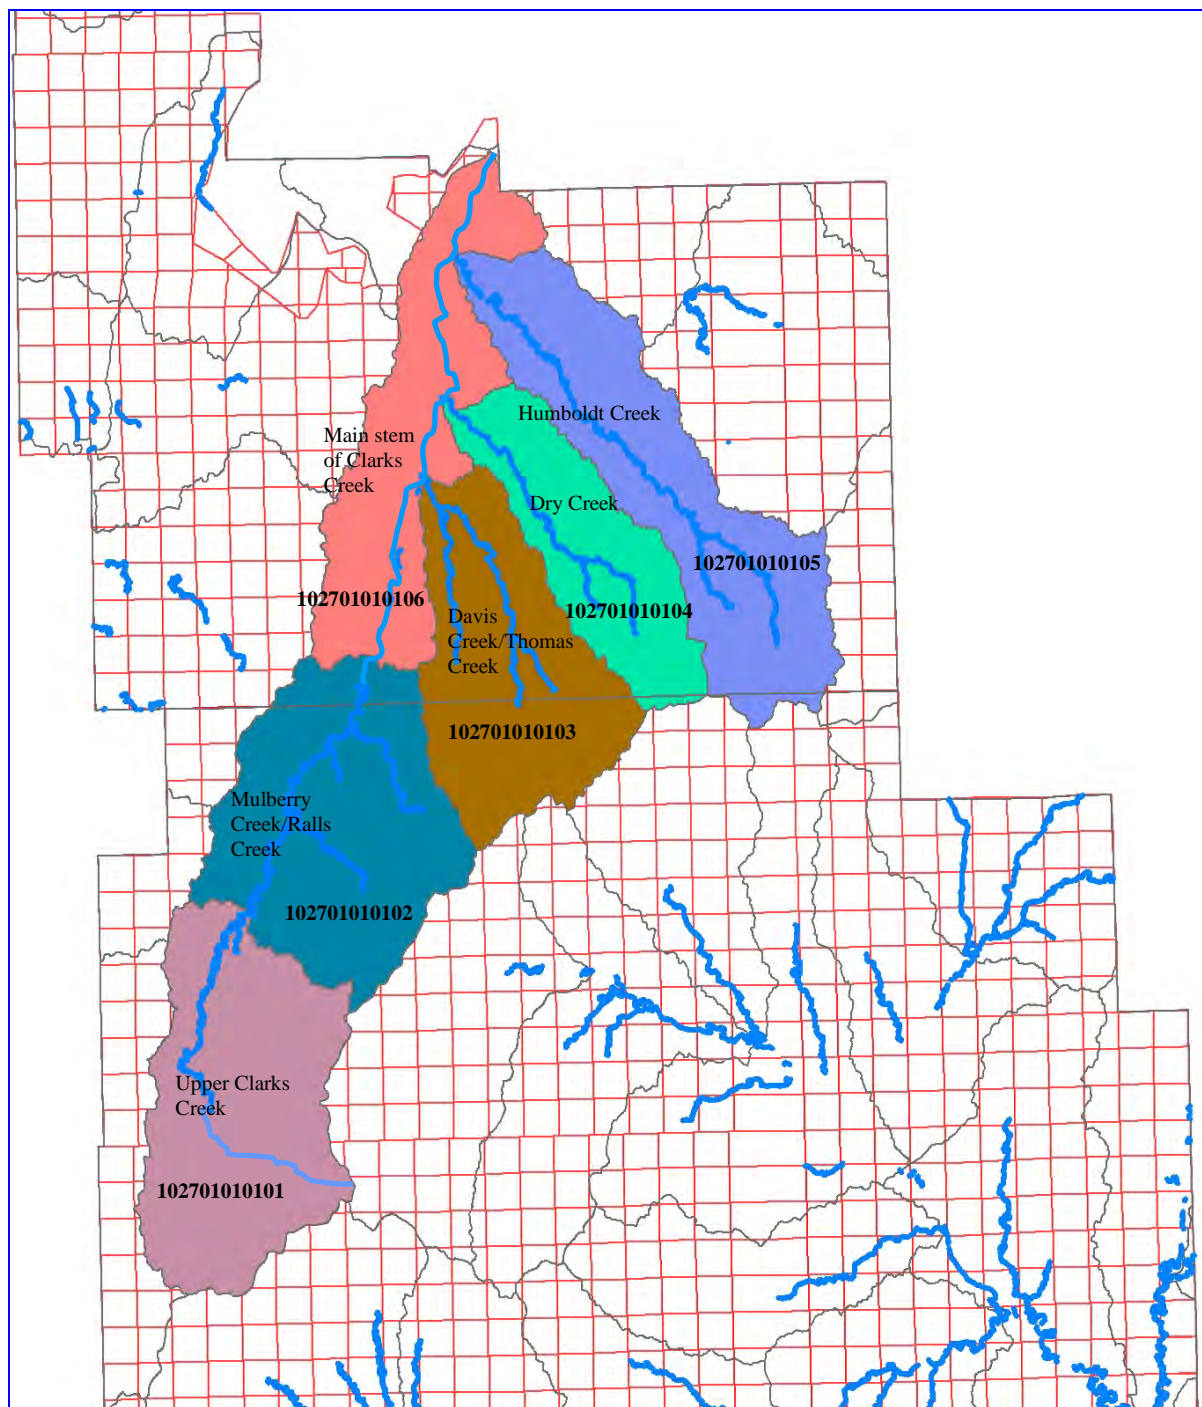 Humboldt Creek
Main stem
of Clarks
Creek
Dry Creek
102701010105
102701010106
102701010104
Davis
Creek/Thomas
Creek
102701010103
Mulberry
Creek/Ralls
Creek
102701010102
Upper Clarks
Creek
102701010101